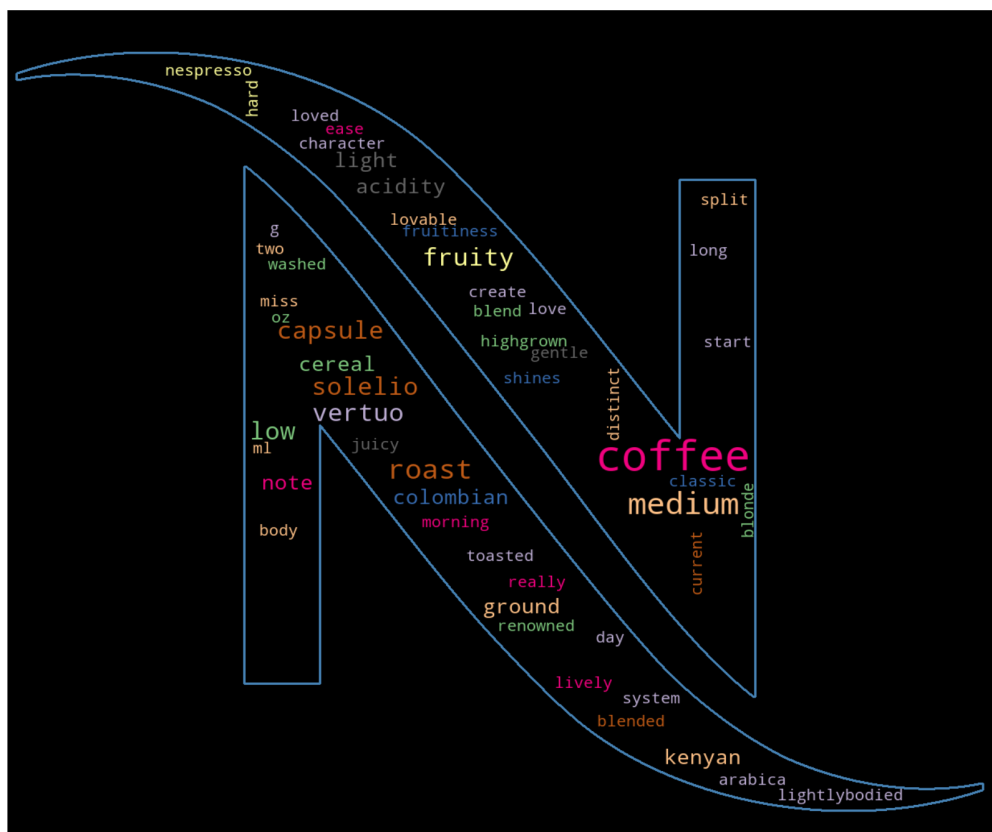 nespresso
hard
loved
ease
character
light
acidity
split
lovable
g
fruitiness
two
long
fruity
washed
create
miss
blend
love
oz
capsule
highgrown
start
gentle
cereal
shines
solelio
distinct
vertuo
low
juicy
ml
coffee
roast
note
classic
colombian
medium
blonde
morning
body
toasted
current
really
ground
renowned
day
lively
system
blended
kenyan
arabica
lightlybodied